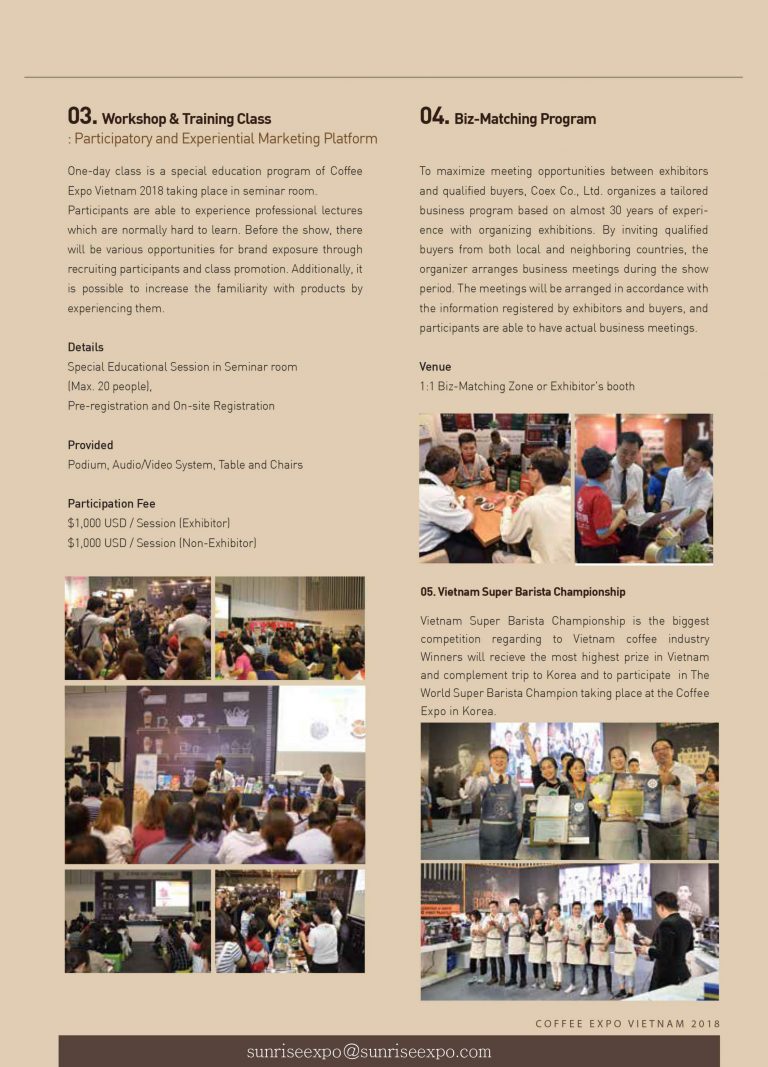 03. Workshop & Training Class
: Participatory and Experiential Marketing Platform
One-day class is a special education program of Coffee
Expo Vietnam 2018 taking place in seminar room.
Participants are able to experience professional lectures
which are normally hard to learn. Before the show, there
will be various opportunities for brand exposure through
recruiting participants and class promotion. Additionally, it
is possible to increase the familiarity with products by
experiencing them.
Details
Special Educational Session in Seminar room
(Max. 20 people),
Pre-registration and On-site Registration
Provided
Podium, Audio/Video System, Table and Chairs
Participation Fee
$1,000 USD / Session (Exhibitor)
$1,000 USD / Session (Non-Exhibitor)
04. Biz-Matching Program
To maximize meeting opportunities between exhibitors
and qualified buyers, Coex Co., Ltd. organizes a tailored
business program based on almost 30 years of experi-
ence with organizing exhibitions. By inviting qualified
buyers from both local and neighboring countries, the
organizer arranges business meetings during the show
period. The meetings will be arranged in accordance with
the information registered by exhibitors and buyers, and
participants are able to have actual business meetings.
Venue
1:1 Biz-Matching Zone or Exhibitor's booth
05. Vietnam Super Barista Championship
Vietnam Super Barista Championship is the biggest
competition regarding to Vietnam coffee industry
Winners will recieve the most highest prize in Vietnam
and complement trip to Korea and to participate in The
World Super Barista Champion taking place at the Coffee
Expo in Korea.
2017
COFFEE EXPO VIETNAM 2018
sunriseexpo@sunriseexpo.com